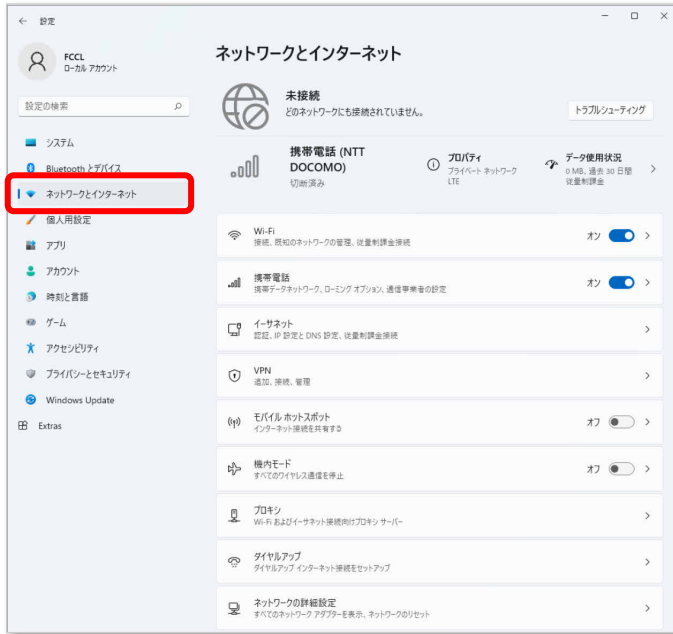 設定
FCCL
ローカル アカウント
設定の検索
システム
Bluetooth とデバイス
ネットワークとインターネット
個人用設定
アプリ
アカウント
時刻と言語
ゲーム
アクセシビリティ
プライバシーとセキュリティ
Windows Update
Extras
ネットワークとインターネット
未接続
どのネットワークにも接続されていません。
トラブルシューティング
携帯電話 (NTT
DOCOMO)
切断済み
プロパティ
プライベート ネットワーク
LTE
データ使用状況
0 MB、過去 30 日間
従量制課金
Wi-Fi
接続、既知のネットワークの管理、従量制課金接続
オン
携帯電話
携帯データネットワーク、ローミング オプション、通信事業者の設定
オン
イーサネット
認証、IP 設定と DNS 設定、従量制課金接続
VPN
追加、接続、管理
モバイル ホットスポット
インターネット接続を共有する
オフ
機内モード
すべてのワイヤレス通信を停止
オフ
プロキシ
Wi-Fi およびイーサネット接続向けプロキシ サーバー
ダイヤルアップ
ダイヤルアップ インターネット接続をセットアップ
ネットワークの詳細設定
すべてのネットワーク アダプターを表示、ネットワークのリセット